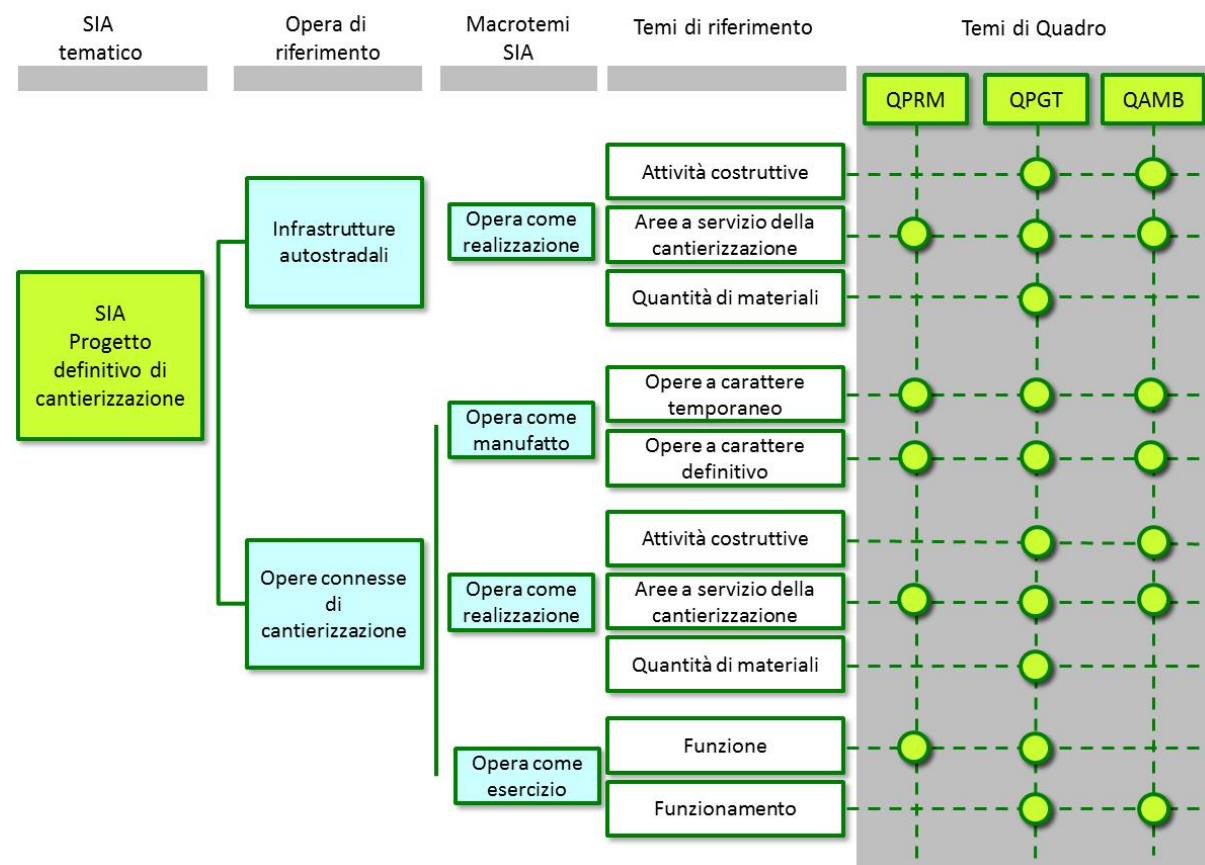 SIA
tematico
Opera di
riferimento
Macrotemi
SIA
Temi di riferimento
Temi di Quadro
QPRM
QPGT
QAMB
SIA
Progetto
definitivo di
cantierizzazione
Infrastrutture
autostradali
Opera come
realizzazione
Attività costruttive
Aree a servizio della
cantierizzazione
Quantità di materiali
Opere connesse
di
cantierizzazione
Opera come
manufatto
Opere a carattere
temporaneo
Opere a carattere
definitivo
Opera come
realizzazione
Attività costruttive
Aree a servizio della
cantierizzazione
Quantità di materiali
Opera come
esercizio
Funzione
Funzionamento